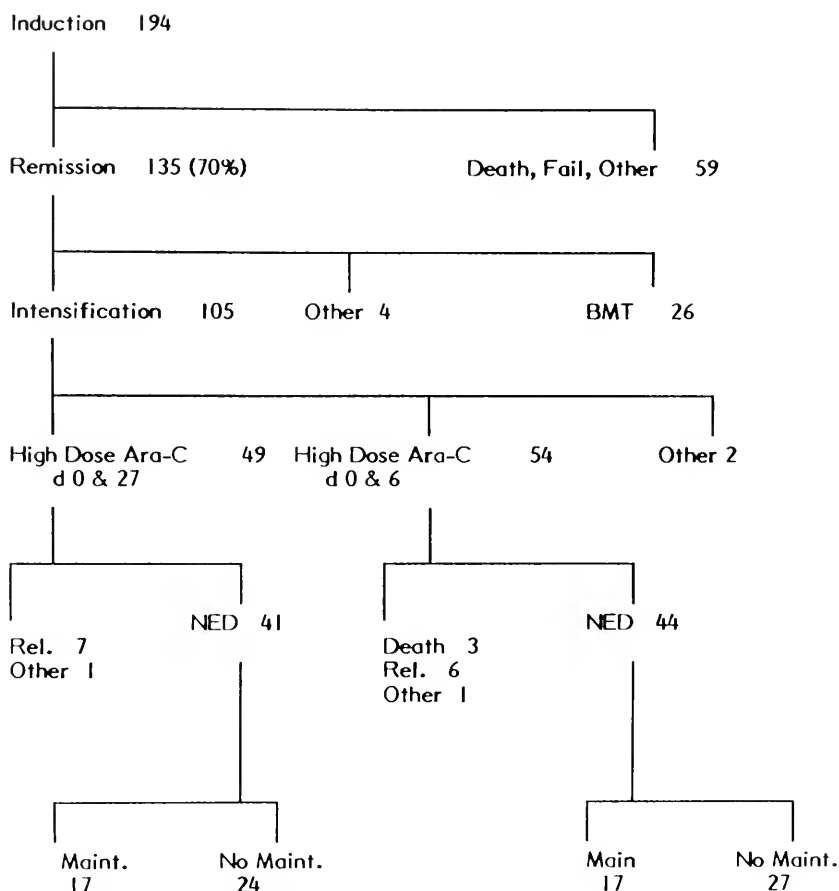 Induction 194
Remission 135 (70%) Death, Fail, Other 59
Intensification 105 Other 4 BMT 26
High Dose Ara-C 49 High Dose Ara-C 54 Other 2
d 0 & 27 d 0 & 6
NED 41 NED 44
Rel. 7 Death 3
Other 1 Rel. 6
Other 1
Maint. No Maint. Main No Maint.
17 24 17 27